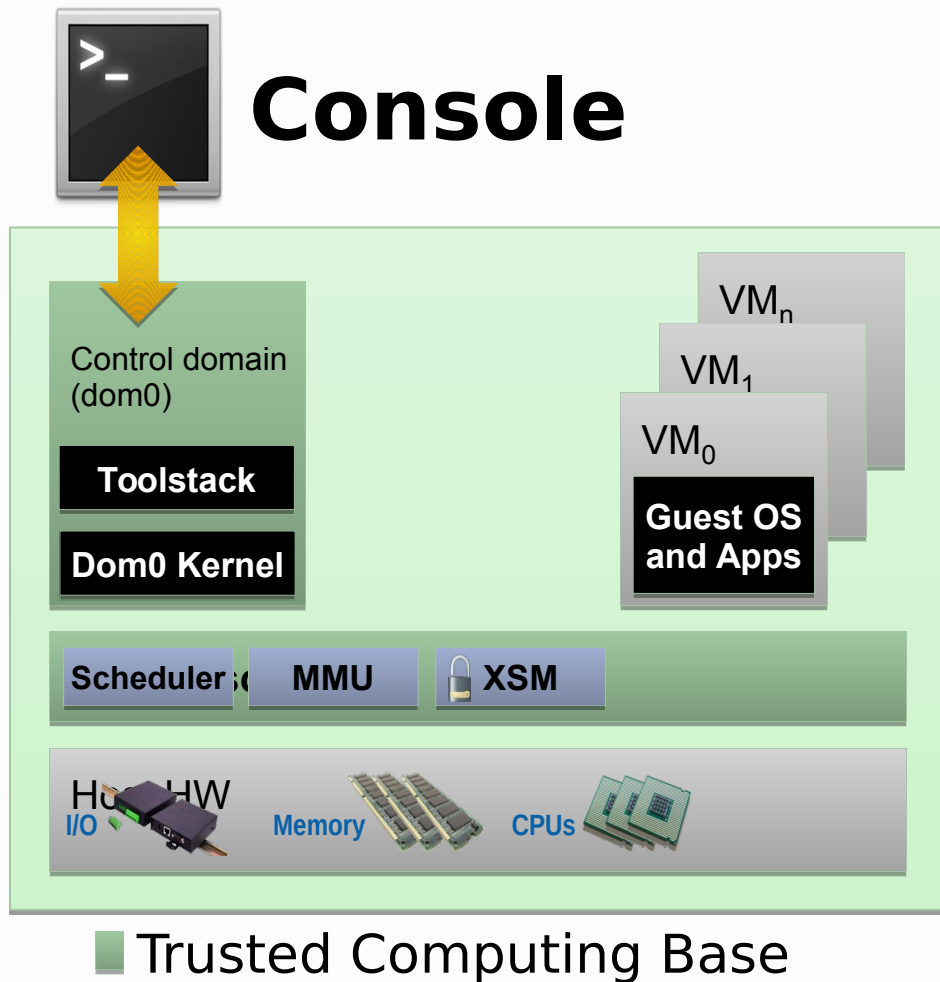 >_
Console
Control domain
(dom0)
Toolstack
Dom0 Kernel
VMn
VM1
VM0
Guest OS
and Apps
Scheduler
MMU
XSM
HW
I/O
Memory
CPUs
Trusted Computing Base